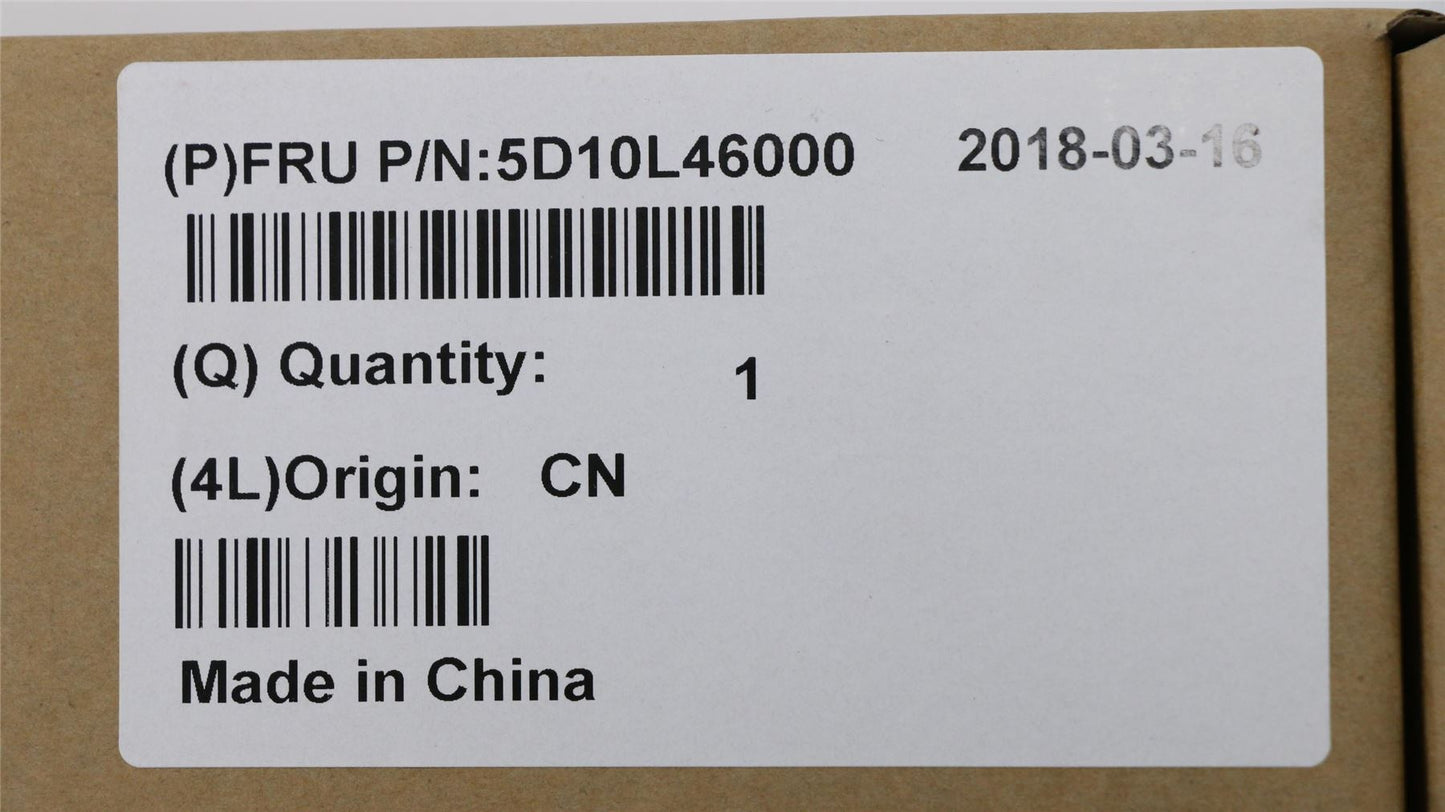 (P)FRU P/N:5D10L46000 2018-03-16
(Q) Quantity: 1
(4L)Origin: CN
Made in China